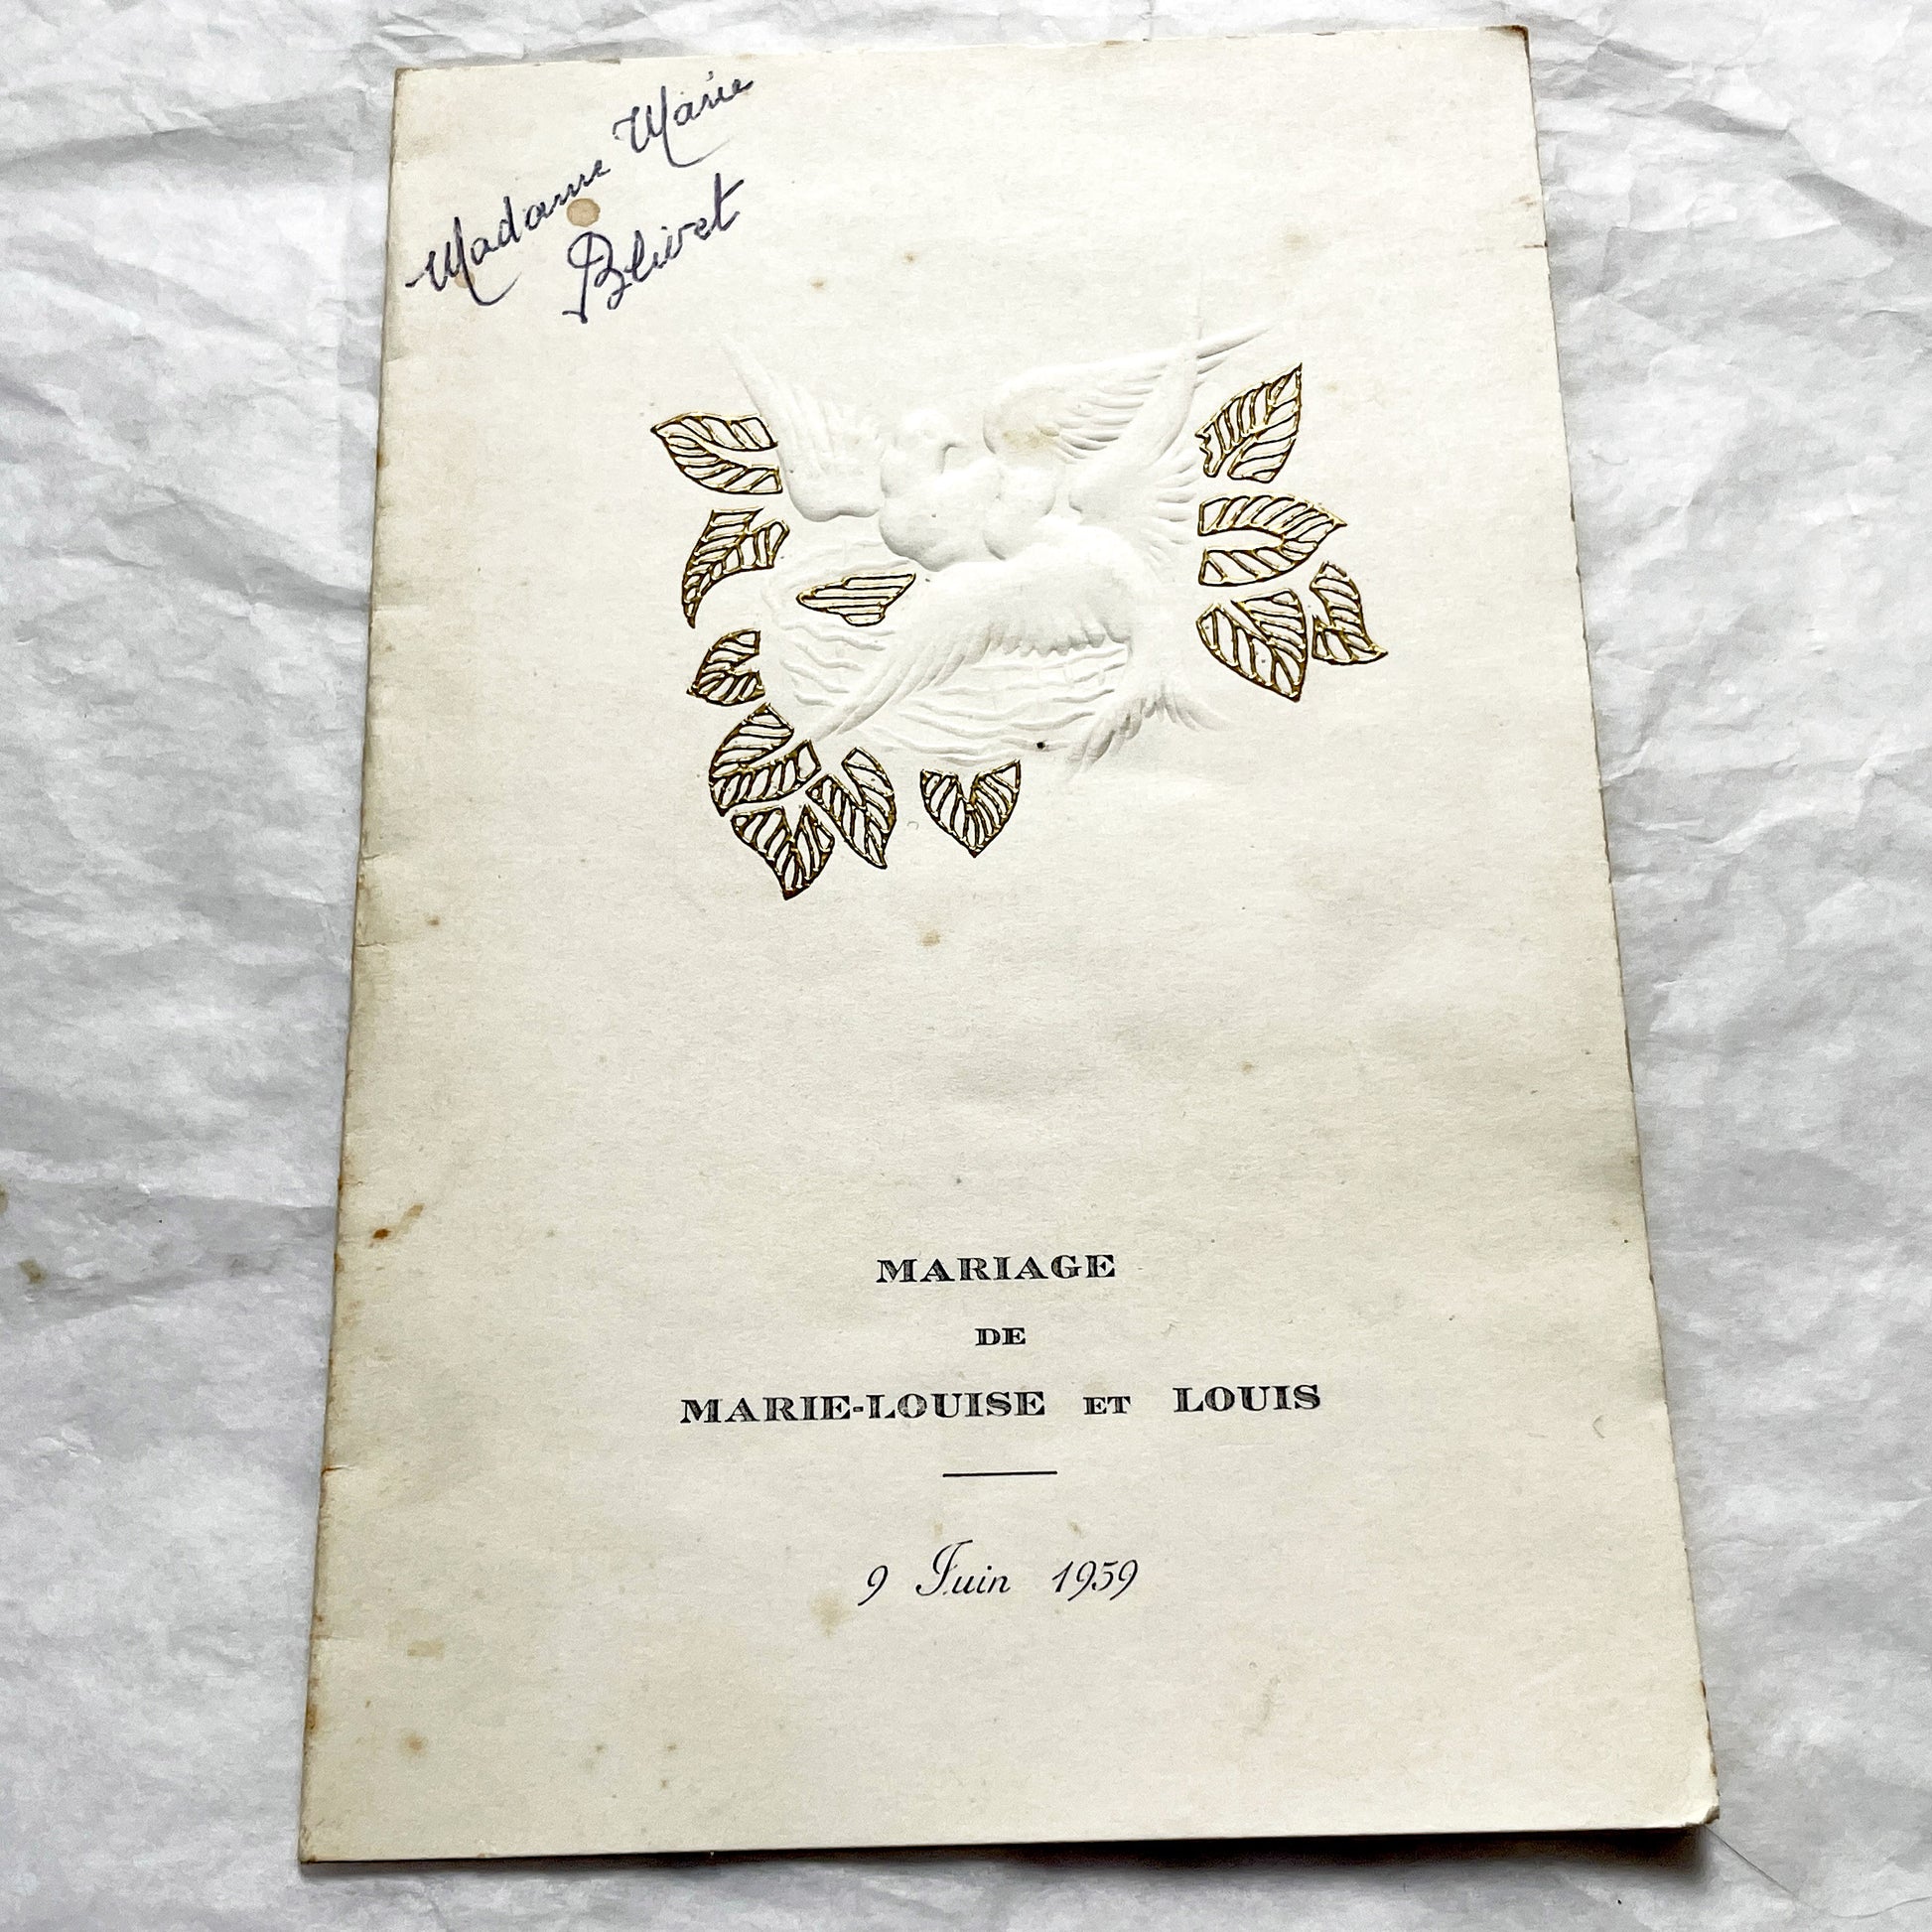 Madame Marie
Blivet
MARIAGE
DE
MARIE-LOUISE ET LOUIS
9 Juin 1959